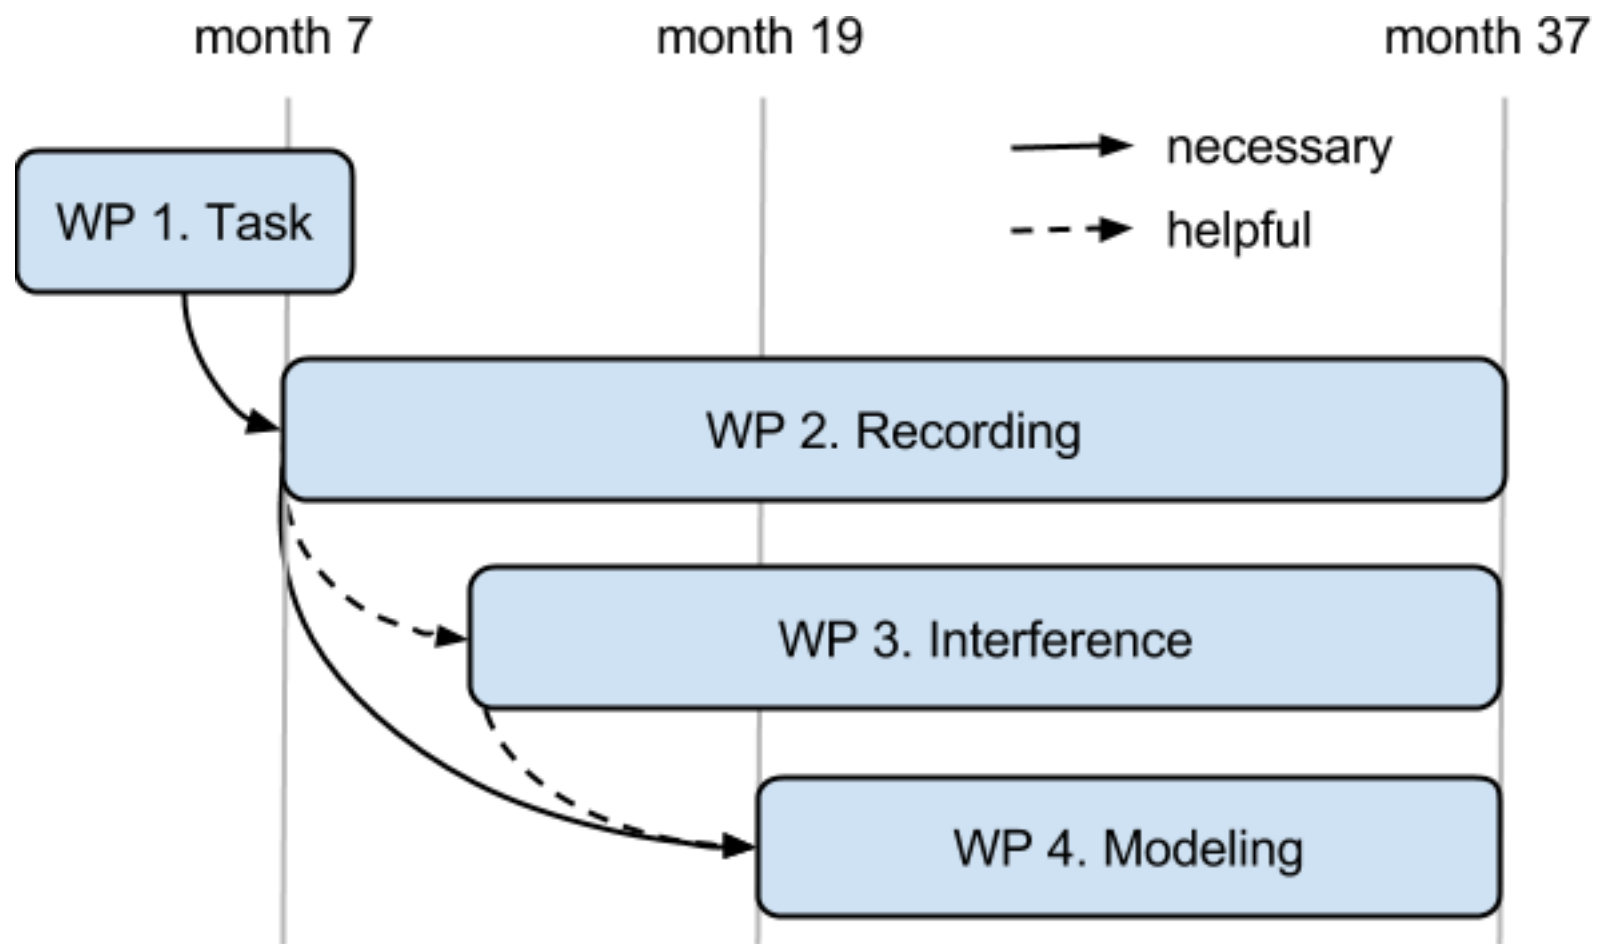 month 7
month 19
month 37
necessary
helpful
WP 1. Task
WP 2. Recording
WP 3. Interference
WP 4. Modeling